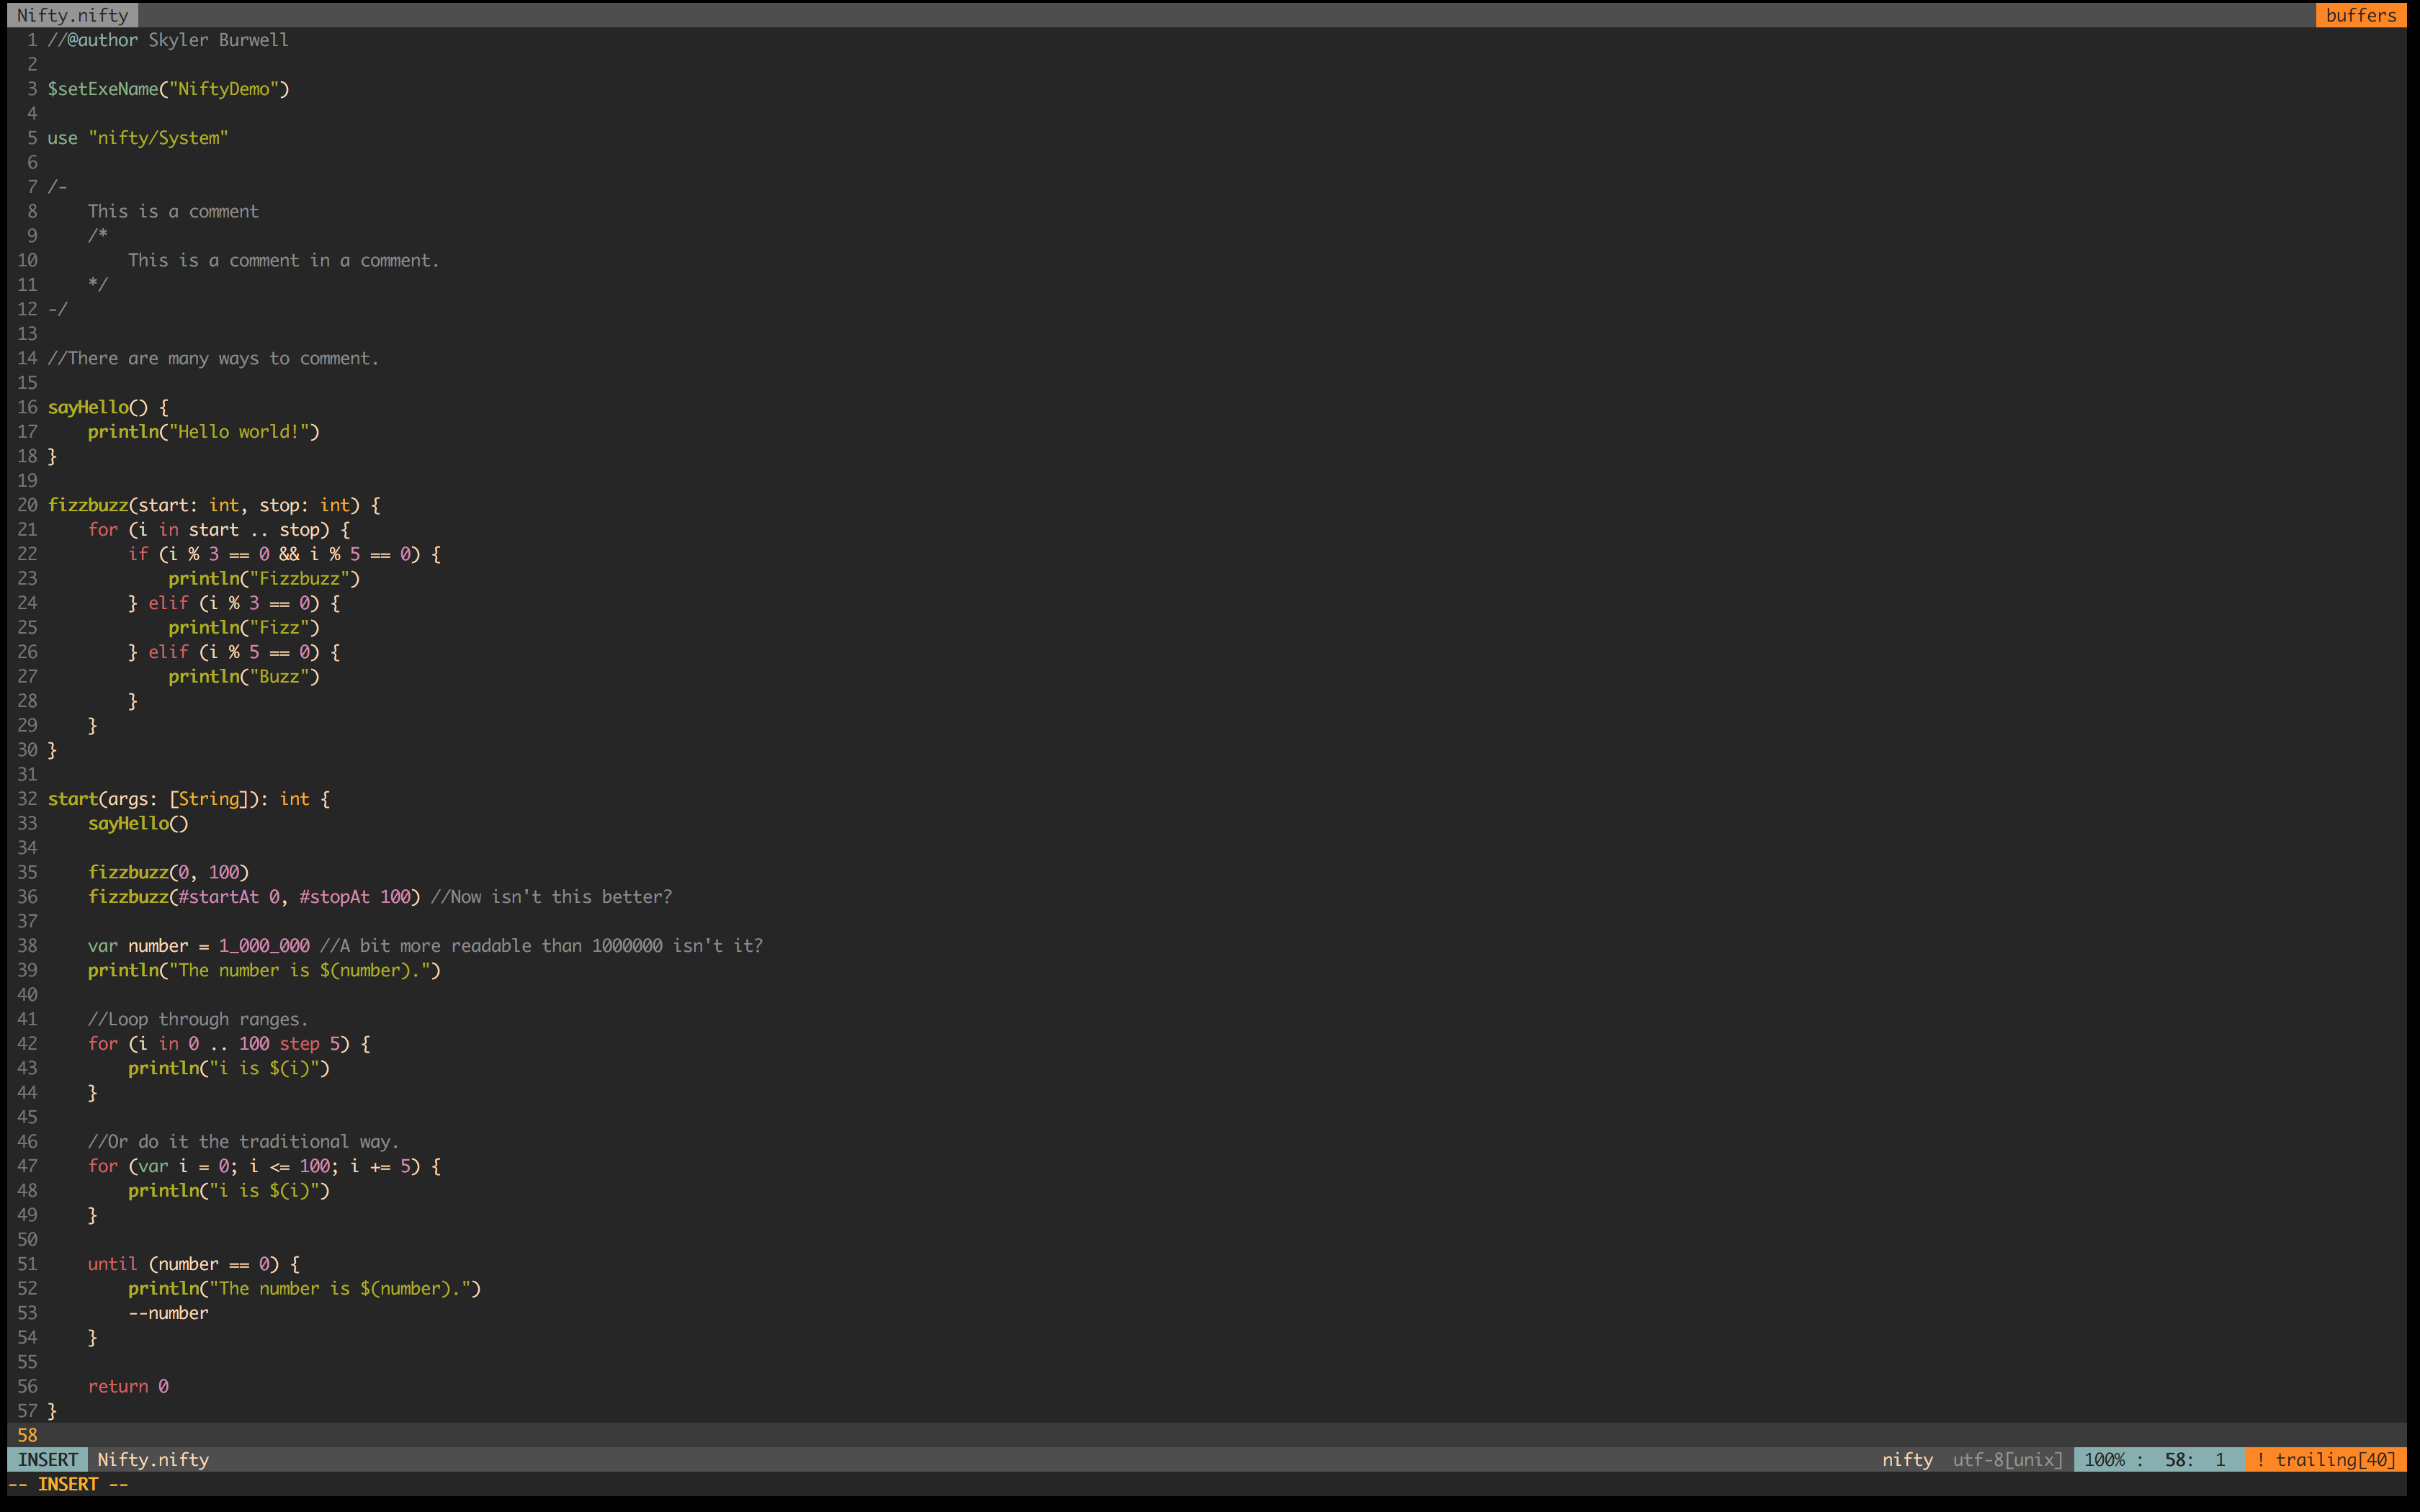 Nifty.nifty buffers
1 //@author Skyler Burwell
2
3 $setExeName("NiftyDemo")
4
5 use "nifty/System"
6
7 /-
8     This is a comment
9     /*
10         This is a comment in a comment.
11     */
12 -/
13
14 //There are many ways to comment.
15
16 sayHello() {
17     println("Hello world!")
18 }
19
20 fizzbuzz(start: int, stop: int) {
21     for (i in start .. stop) {
22         if (i % 3 == 0 && i % 5 == 0) {
23             println("Fizzbuzz")
24         } elif (i % 3 == 0) {
25             println("Fizz")
26         } elif (i % 5 == 0) {
27             println("Buzz")
28         }
29     }
30 }
31
32 start(args: [String]): int {
33     sayHello()
34
35     fizzbuzz(0, 100)
36     fizzbuzz(#startAt 0, #stopAt 100) //Now isn't this better?
37
38     var number = 1_000_000 //A bit more readable than 1000000 isn't it?
39     println("The number is $(number).")
40
41     //Loop through ranges.
42     for (i in 0 .. 100 step 5) {
43         println("i is $(i)")
44     }
45
46     //Or do it the traditional way.
47     for (var i = 0; i <= 100; i += 5) {
48         println("i is $(i)")
49     }
50
51     until (number == 0) {
52         println("The number is $(number).")
53         --number
54     }
55
56     return 0
57 }
58
INSERT Nifty.nifty nifty utf-8[unix] 100% : 58: 1 ! trailing[40]
-- INSERT --